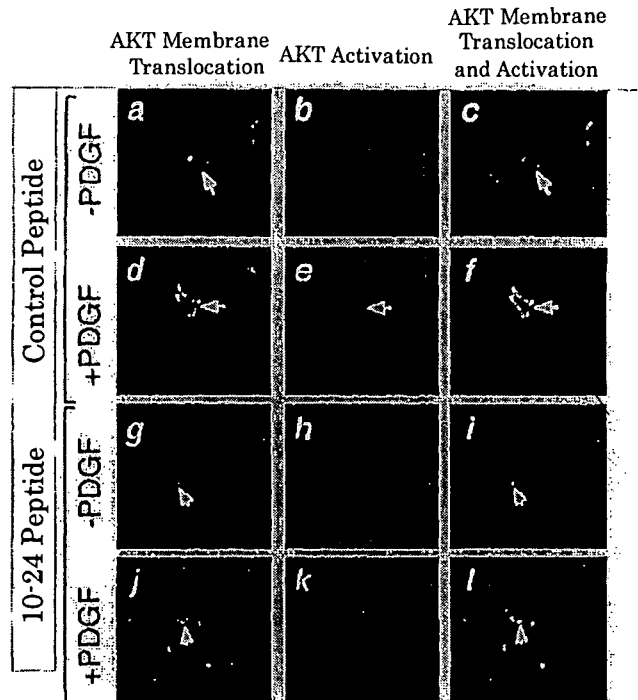 AKT Membrane
Translocation
AKT Activation
AKT Membrane
Translocation
and Activation
Control Peptide
-PDGF
a
b
c
+PDGF
d
e
f
10-24 Peptide
-PDGF
g
h
i
+PDGF
j
k
l